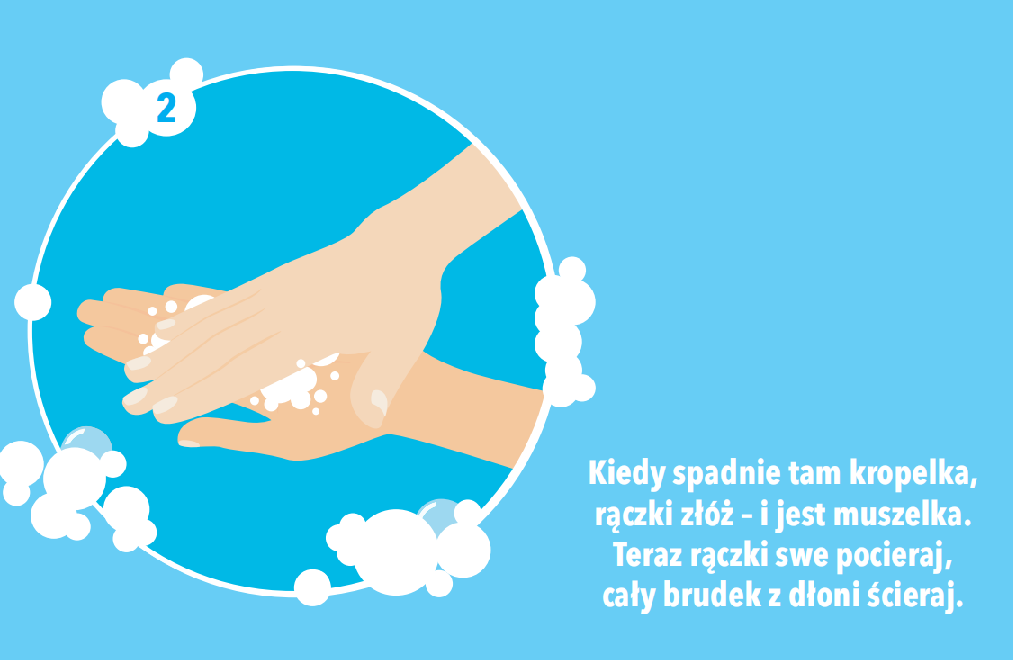 2
Kiedy spadnie tam kropelka,
rączki złóż – i jest muszelka.
Teraz rączki swe pocieraj,
cały brudek z dłoni ścieraj.